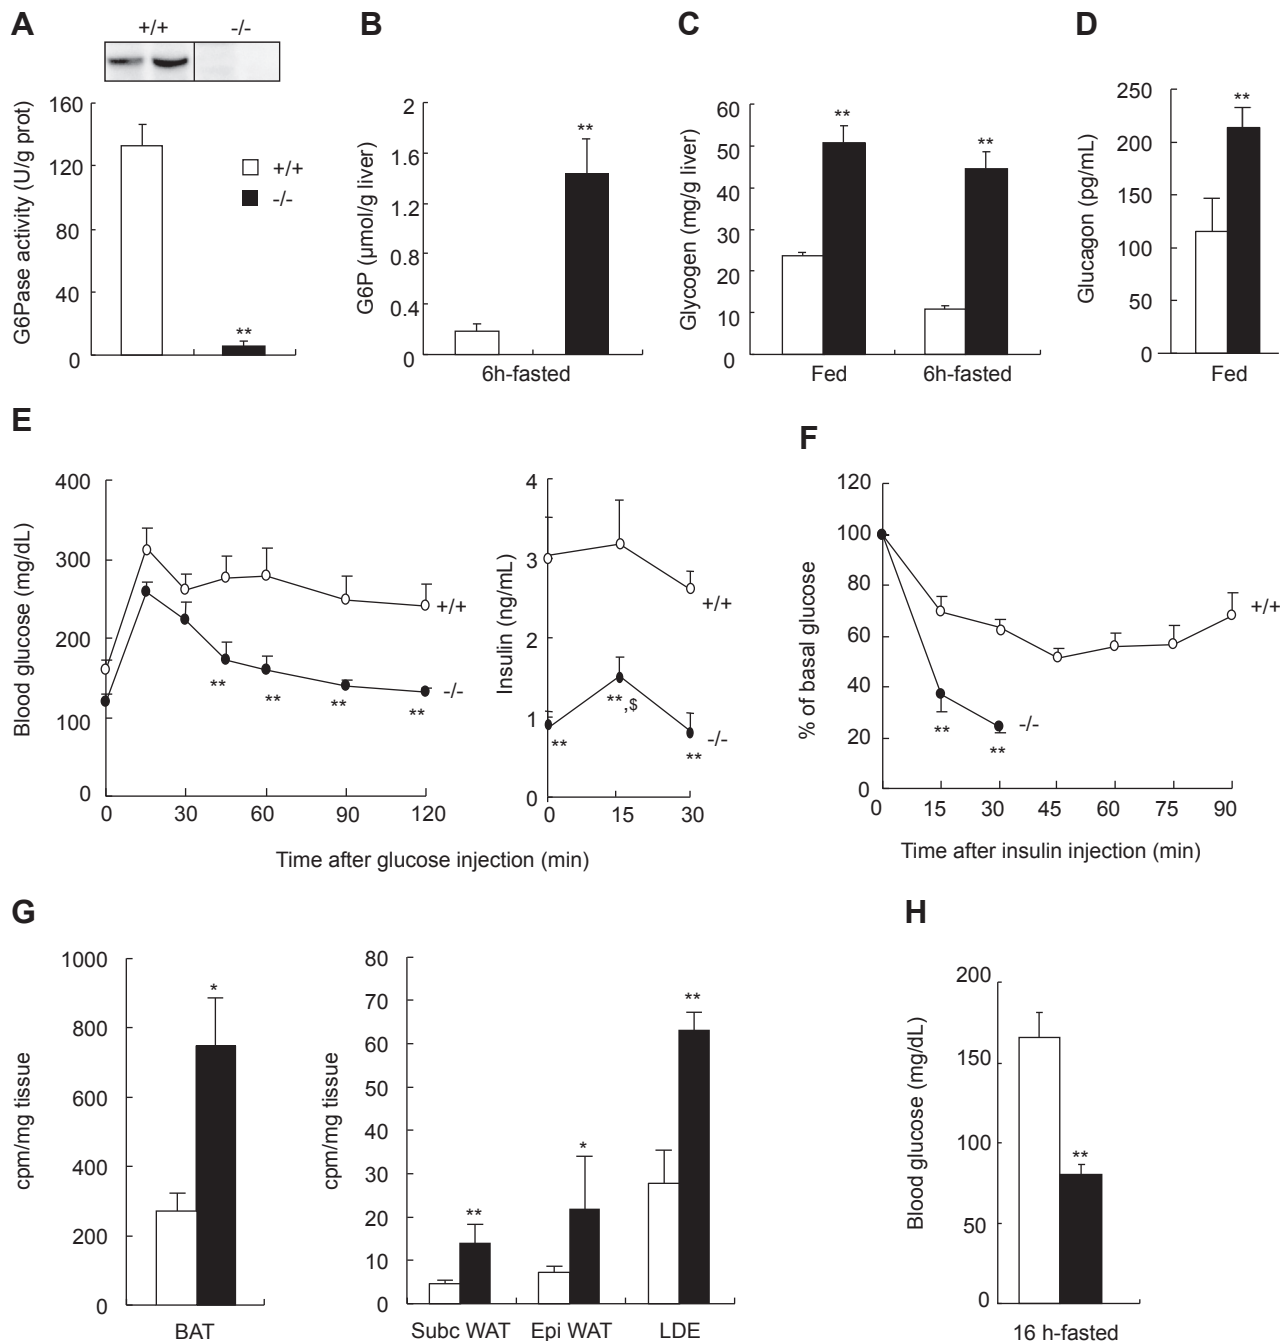 A
+/+ -/-
G6Pase activity (U/g prot)
160
120
80
40
0
+/+
-/-
**
B
G6P (µmol/g liver)
2
1.6
1.2
0.8
0.4
0
**
6h-fasted
C
Glycogen (mg/g liver)
60
50
40
30
20
10
0
**
**
Fed 6h-fasted
D
Glucagon (pg/mL)
250
200
150
100
50
0
**
Fed
E
Blood glucose (mg/dL)
400
300
200
100
0
+/+
-/-
** ** ** **
0 30 60 90 120
Insulin (ng/mL)
4
3
2
1
0
+/+
-/-
** **,$ **
0 15 30
Time after glucose injection (min)
F
% of basal glucose
120
100
80
60
40
20
0
+/+
-/-
** **
0 15 30 45 60 75 90
Time after insulin injection (min)
G
cpm/mg tissue
1000
800
600
400
200
0
*
BAT
cpm/mg tissue
80
70
60
50
40
30
20
10
0
** * **
Subc WAT Epi WAT LDE
H
Blood glucose (mg/dL)
200
150
100
50
0
**
16 h-fasted